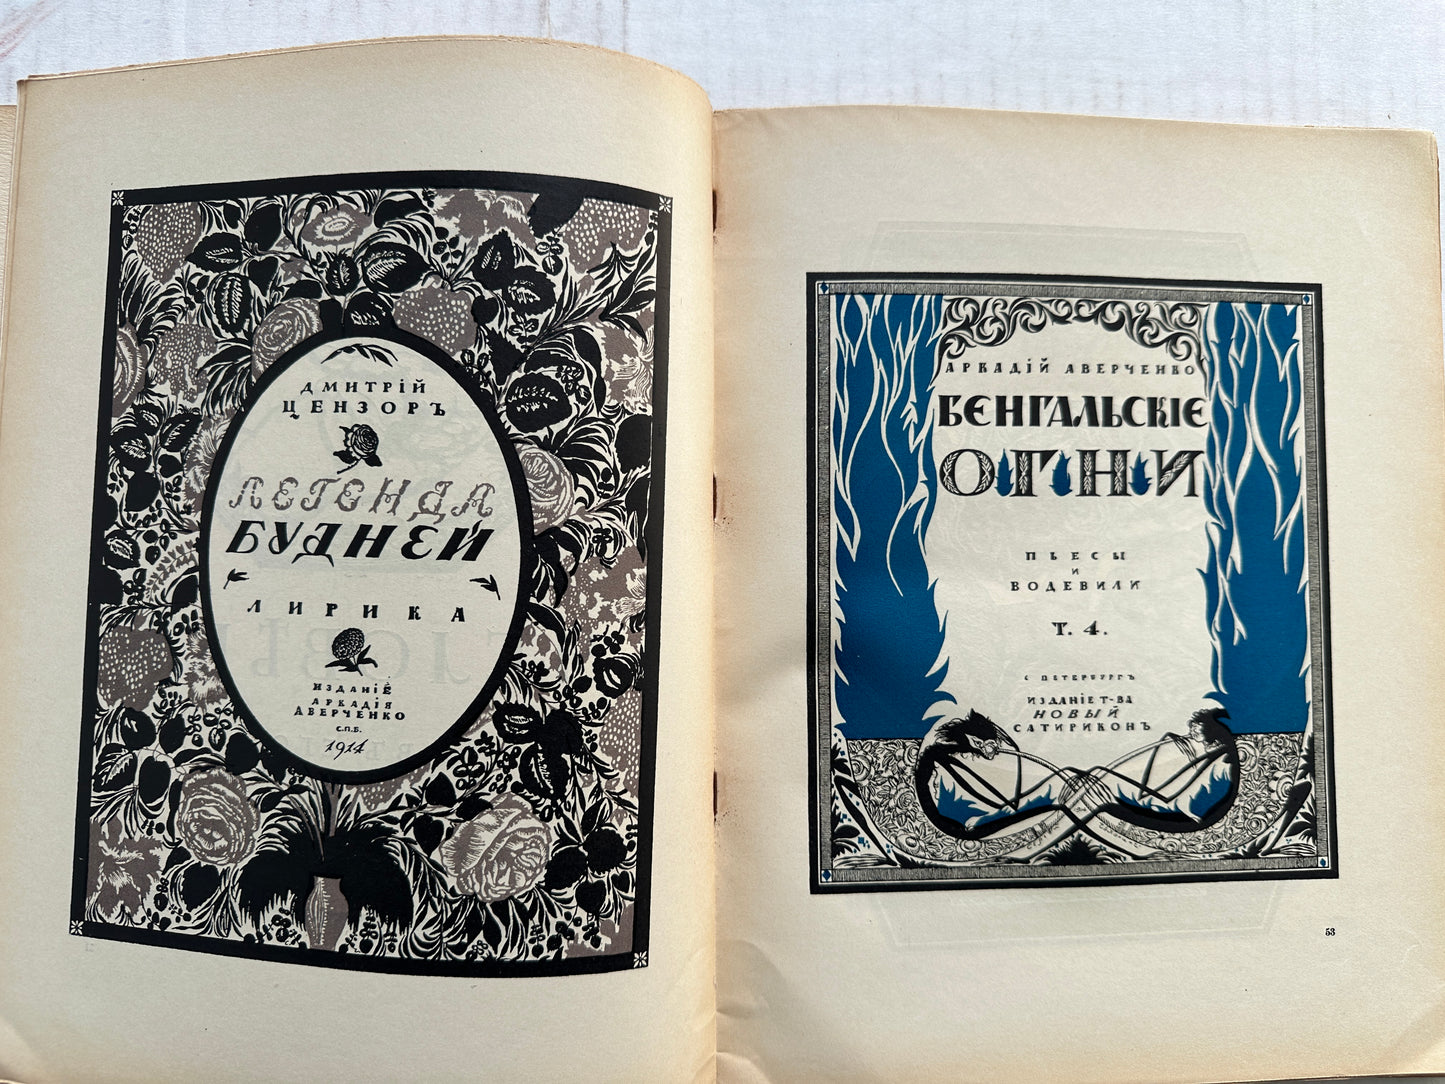 ДМИТРІЙ
ЦЕНЗОРЪ
ЛЕГЕНДА
БУДНЕЙ
ЛИРИКА
ИЗДАНІЕ
АРКАДІЯ
АВЕРЧЕНКО
С.П.Б.
1911
АРКАДІЙ АВЕРЧЕНКО
БЕНГАЛЬСКІЕ
ОГНИ
ПЬЕСЫ
И
ВОДЕВИЛИ
Т. 4.
С ПЕТЕРБУРГЪ
ИЗДАНІЕ Т-ВА
НОВЫЙ
САТИРИКОНЪ
53